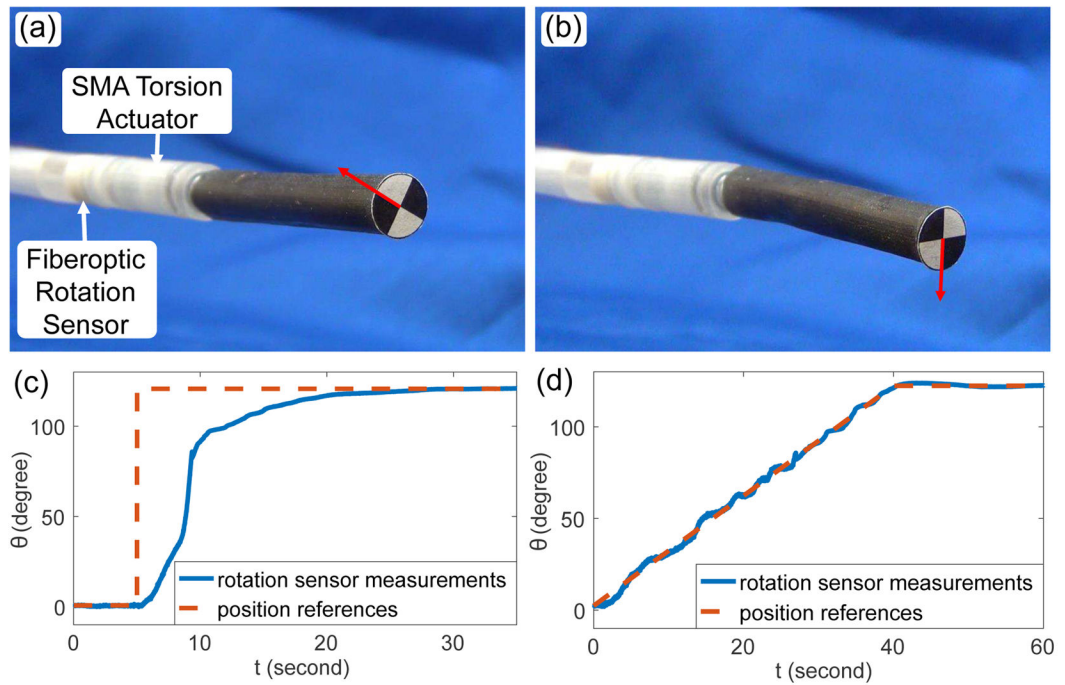 (a)
SMA Torsion
Actuator
Fiberoptic
Rotation
Sensor
(b)
(c)
100
50
0
θ (degree)
rotation sensor measurements
position references
0
10
20
30
t (second)
(d)
100
50
0
θ (degree)
rotation sensor measurements
position references
0
20
40
60
t (second)